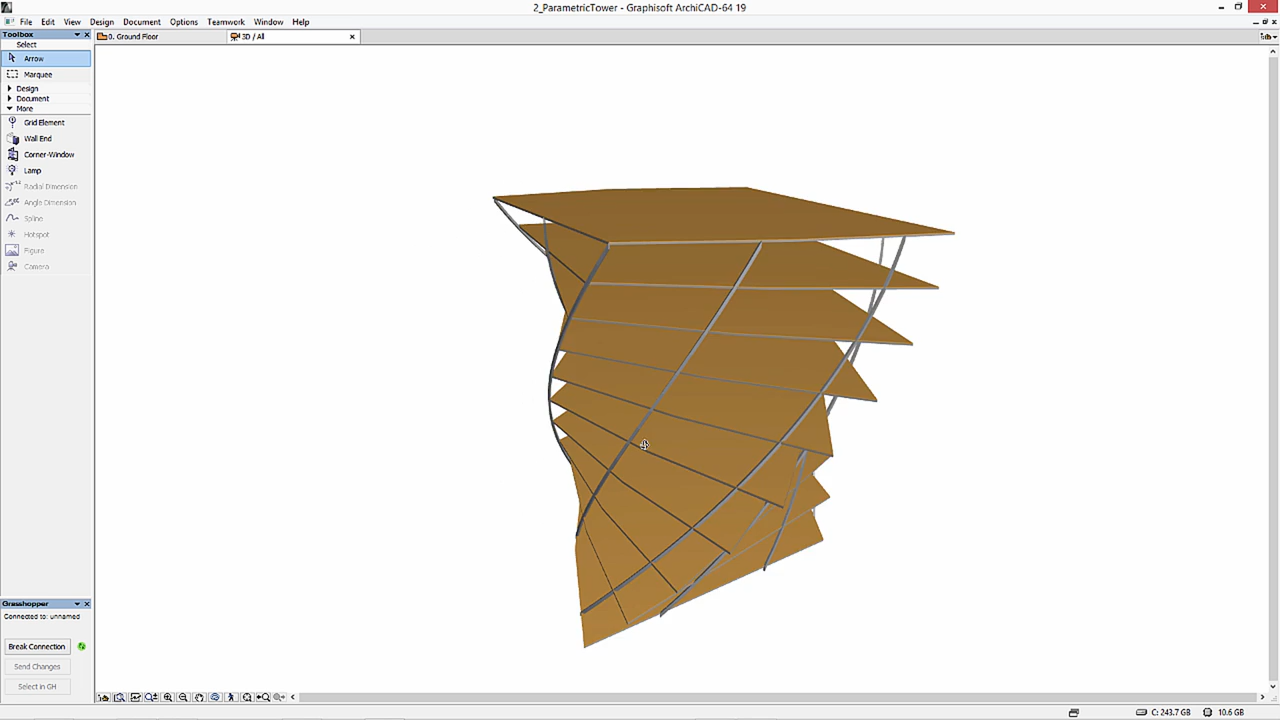 2_ParametricTower - Graphisoft ArchiCAD-64 19
File Edit View Design Document Options Teamwork Window Help
Toolbox
0. Ground Floor
3D / All
Select
Arrow
Marquee
Design
Document
More
Grid Element
Wall End
Corner-Window
Lamp
Radial Dimension
Angle Dimension
Spline
Hotspot
Figure
Camera
Grasshopper
Connected to: unnamed
Break Connection
Send Changes
Select in GH
C: 243.7 GB
10.6 GB